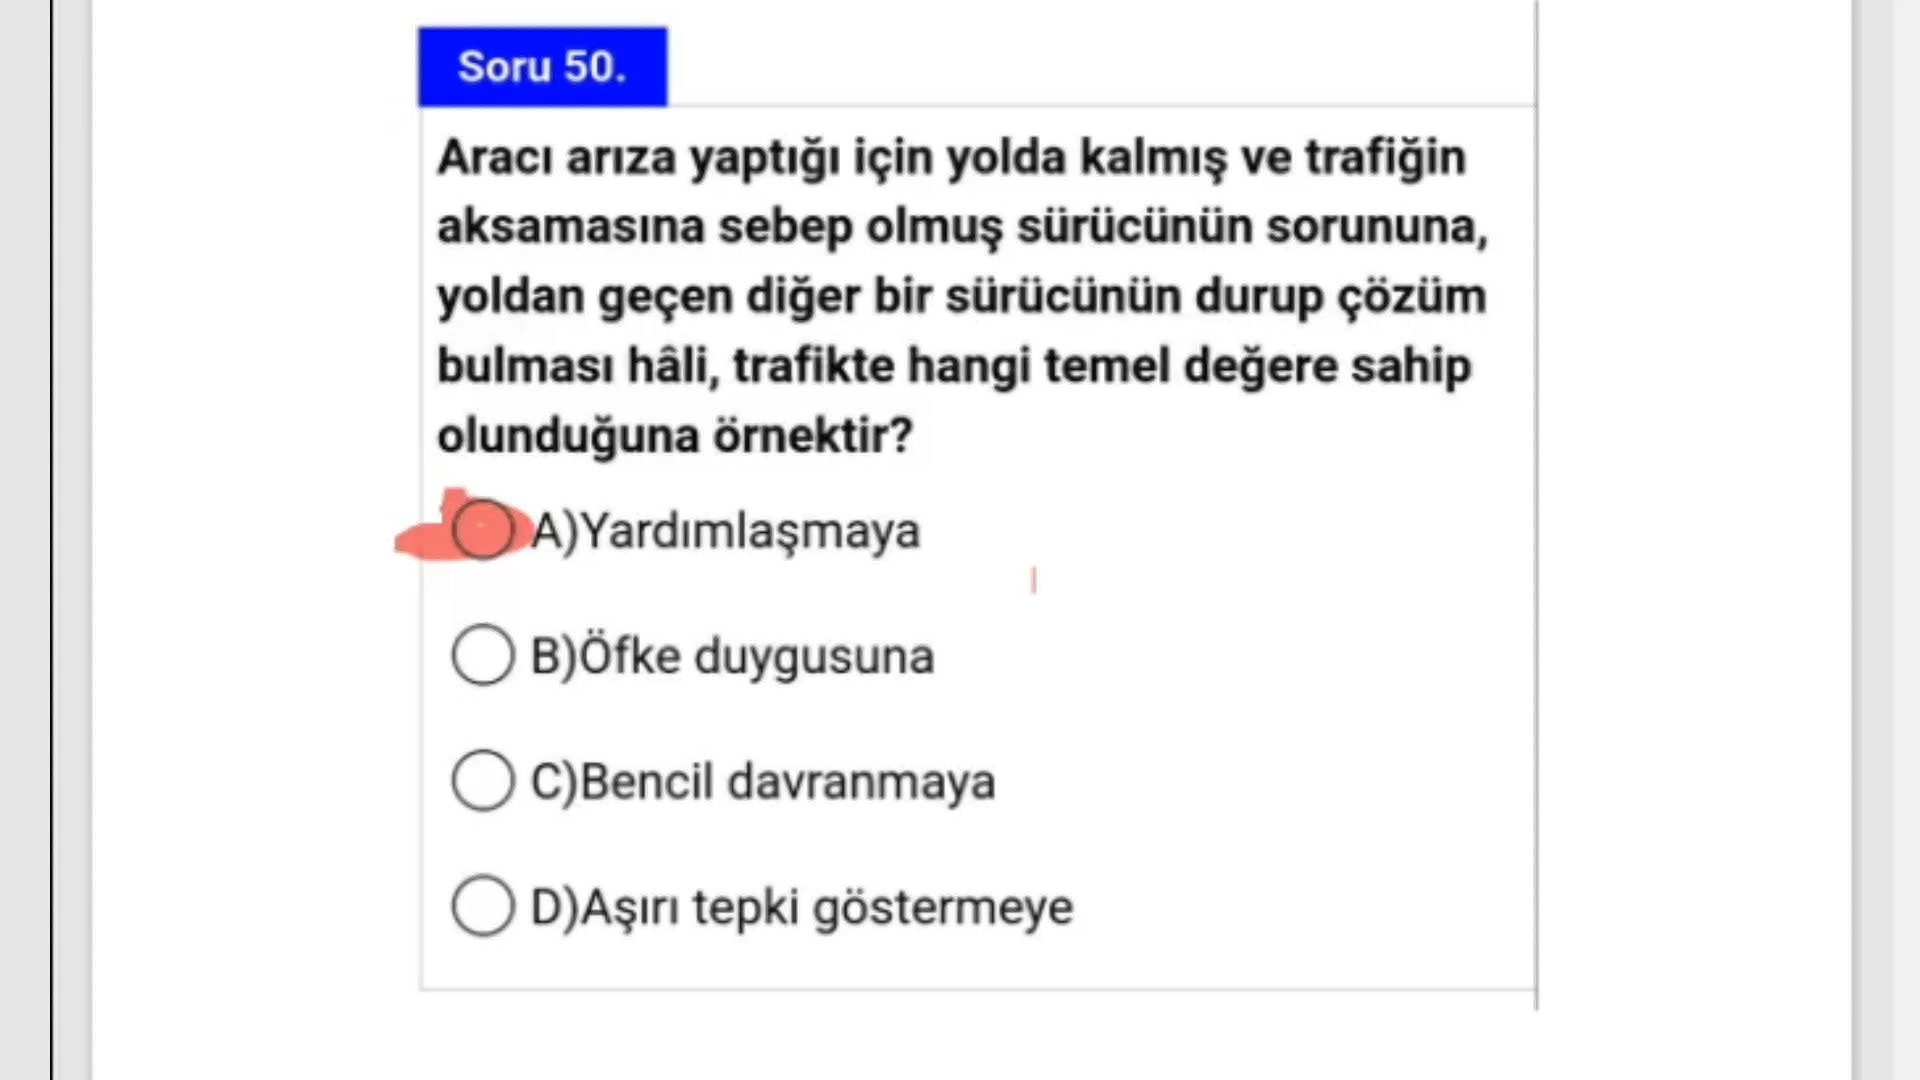 Soru 50.
Aracı arıza yaptığı için yolda kalmış ve trafiğin
aksamasına sebep olmuş sürücünün sorununa,
yoldan geçen diğer bir sürücünün durup çözüm
bulması hâli, trafikte hangi temel değere sahip
olunduğuna örnektir?
A)Yardımlaşmaya
B)Öfke duygusuna
C)Bencil davranmaya
D)Aşırı tepki göstermeye